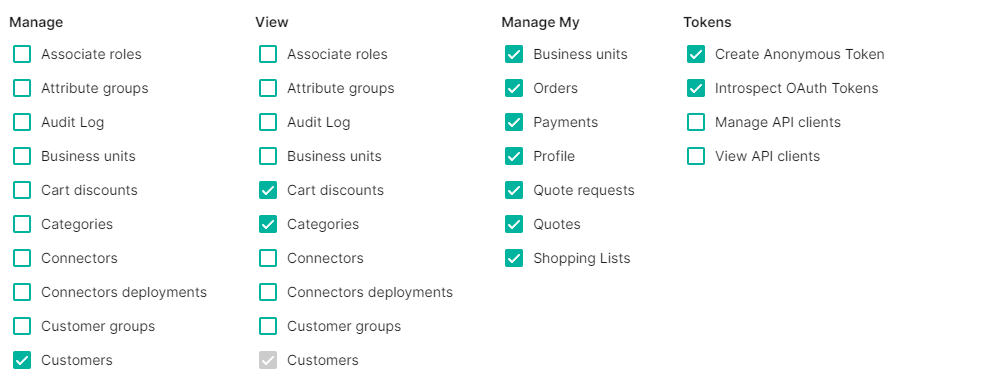 Manage
Associate roles
Attribute groups
Audit Log
Business units
Cart discounts
Categories
Connectors
Connectors deployments
Customer groups
Customers
View
Associate roles
Attribute groups
Audit Log
Business units
Cart discounts
Categories
Connectors
Connectors deployments
Customer groups
Customers
Manage My
Business units
Orders
Payments
Profile
Quote requests
Quotes
Shopping Lists
Tokens
Create Anonymous Token
Introspect OAuth Tokens
Manage API clients
View API clients